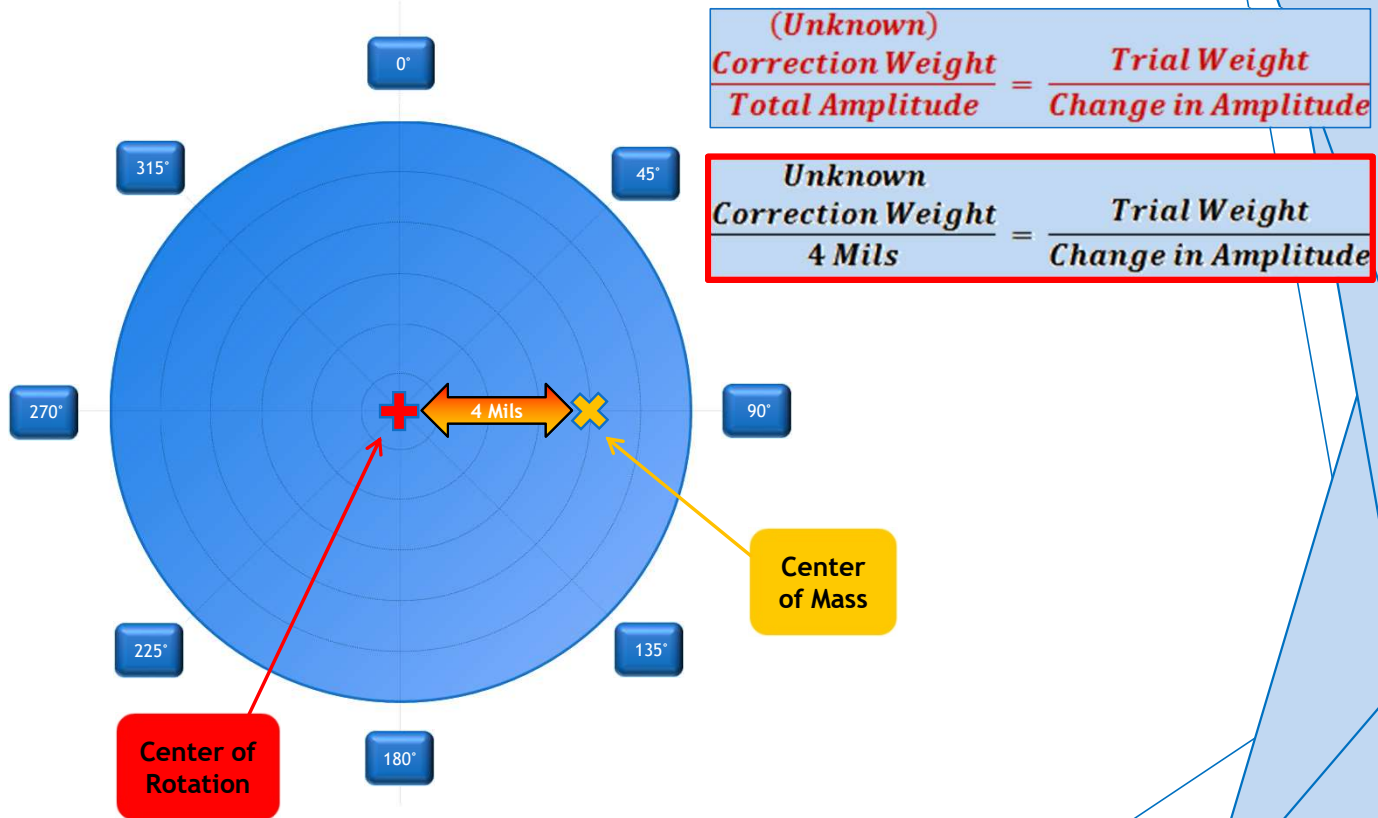 (Unknown)
Correction Weight
Total Amplitude
=
Trial Weight
Change in Amplitude
Unknown
Correction Weight
4 Mils
=
Trial Weight
Change in Amplitude
0°
315°
45°
270°
4 Mils
90°
Center
of Mass
225°
135°
Center of
Rotation
180°